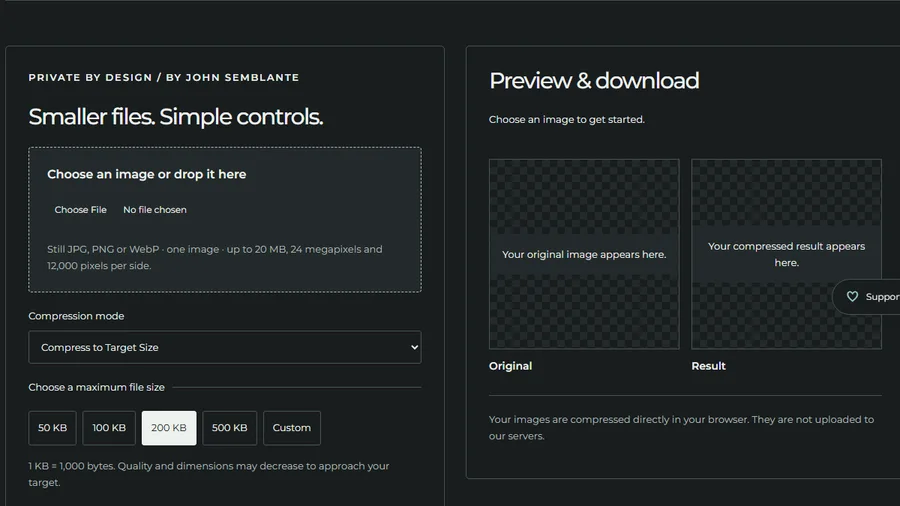 PRIVATE BY DESIGN / BY JOHN SEMBLANTE
Smaller files. Simple controls.
Choose an image or drop it here
Choose File No file chosen
Still JPG, PNG or WebP · one image · up to 20 MB, 24 megapixels and
12,000 pixels per side.
Compression mode
Compress to Target Size
Choose a maximum file size
50 KB 100 KB 200 KB 500 KB Custom
1 KB = 1,000 bytes. Quality and dimensions may decrease to approach your
target.
Preview & download
Choose an image to get started.
Your original image appears here.
Your compressed result appears
here.
Suppor
Original
Result
Your images are compressed directly in your browser. They are not uploaded to
our servers.